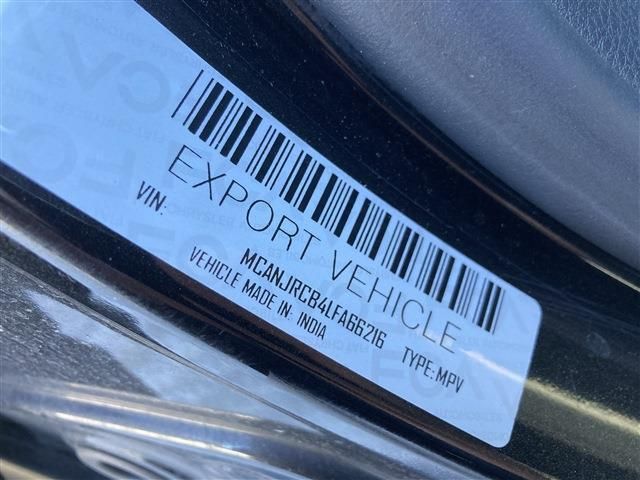 EXPORT VEHICLE
VIN: MCANJRCB4LFA66216 TYPE: MPV
VEHICLE MADE IN: INDIA